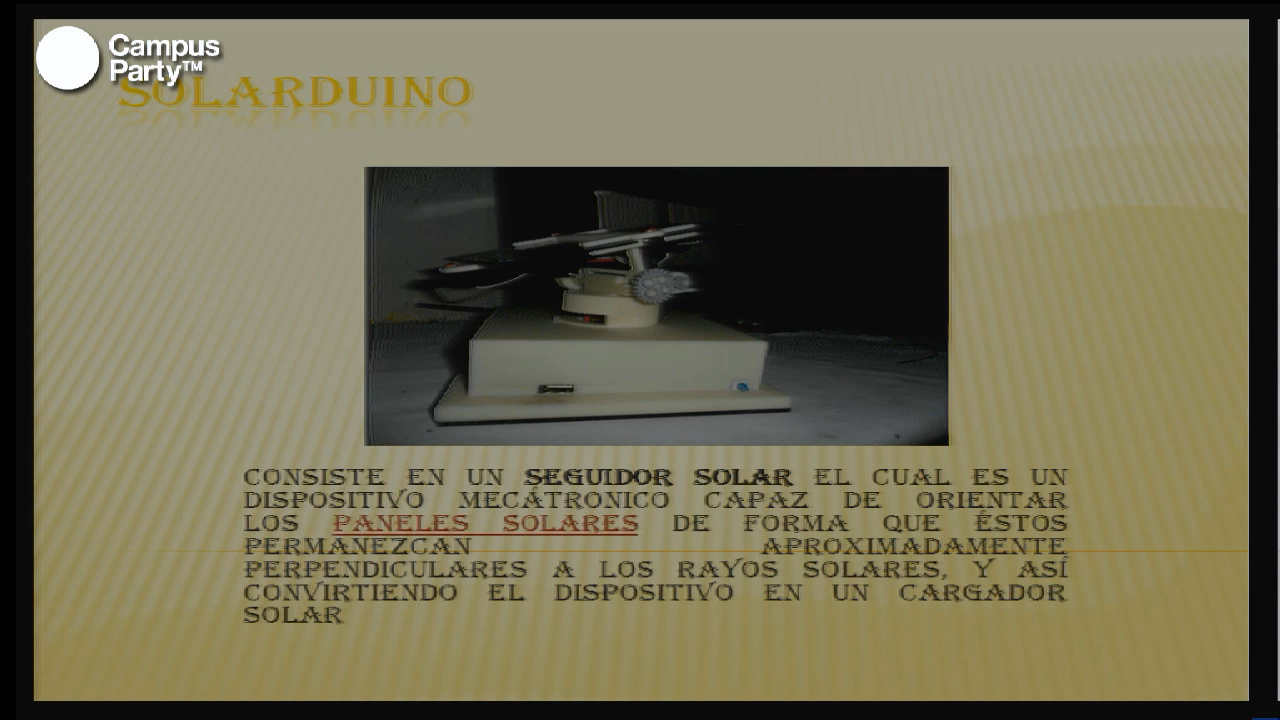 Campus
Party™
SOLARDUINO
CONSISTE EN UN SEGUIDOR SOLAR EL CUAL ES UN
DISPOSITIVO MECÁTRONICO CAPAZ DE ORIENTAR
LOS PANELES SOLARES DE FORMA QUE ÉSTOS
PERMANEZCAN APROXIMADAMENTE
PERPENDICULARES A LOS RAYOS SOLARES, Y ASÍ
CONVIRTIENDO EL DISPOSITIVO EN UN CARGADOR
SOLAR